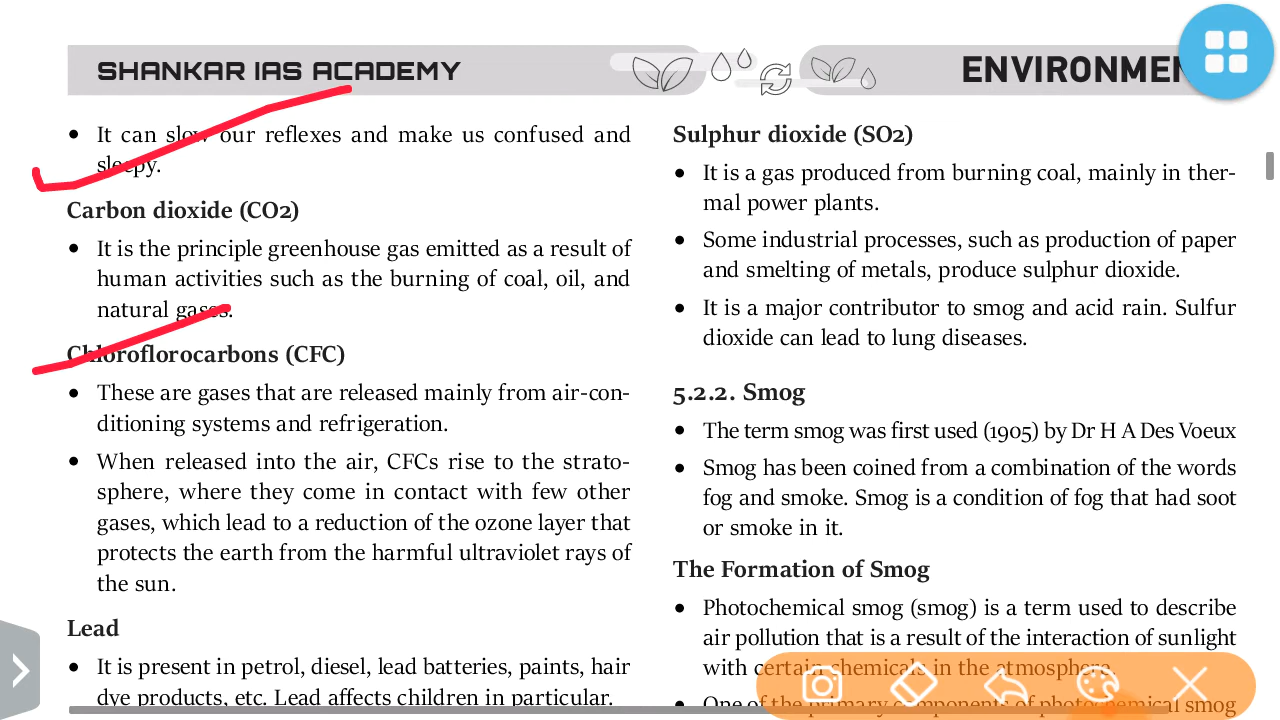 SHANKAR IAS ACADEMY
ENVIRONMEN
• It can slow our reflexes and make us confused and
sleepy.
Carbon dioxide (CO2)
• It is the principle greenhouse gas emitted as a result of
human activities such as the burning of coal, oil, and
natural gases.
Chloroflorocarbons (CFC)
• These are gases that are released mainly from air-con-
ditioning systems and refrigeration.
• When released into the air, CFCs rise to the strato-
sphere, where they come in contact with few other
gases, which lead to a reduction of the ozone layer that
protects the earth from the harmful ultraviolet rays of
the sun.
Lead
• It is present in petrol, diesel, lead batteries, paints, hair
dye products, etc. Lead affects children in particular.
Sulphur dioxide (SO2)
• It is a gas produced from burning coal, mainly in ther-
mal power plants.
• Some industrial processes, such as production of paper
and smelting of metals, produce sulphur dioxide.
• It is a major contributor to smog and acid rain. Sulfur
dioxide can lead to lung diseases.
5.2.2. Smog
• The term smog was first used (1905) by Dr H A Des Voeux
• Smog has been coined from a combination of the words
fog and smoke. Smog is a condition of fog that had soot
or smoke in it.
The Formation of Smog
• Photochemical smog (smog) is a term used to describe
air pollution that is a result of the interaction of sunlight
with certain chemicals in the atmosphere.
• One of the primary components of photochemical smog